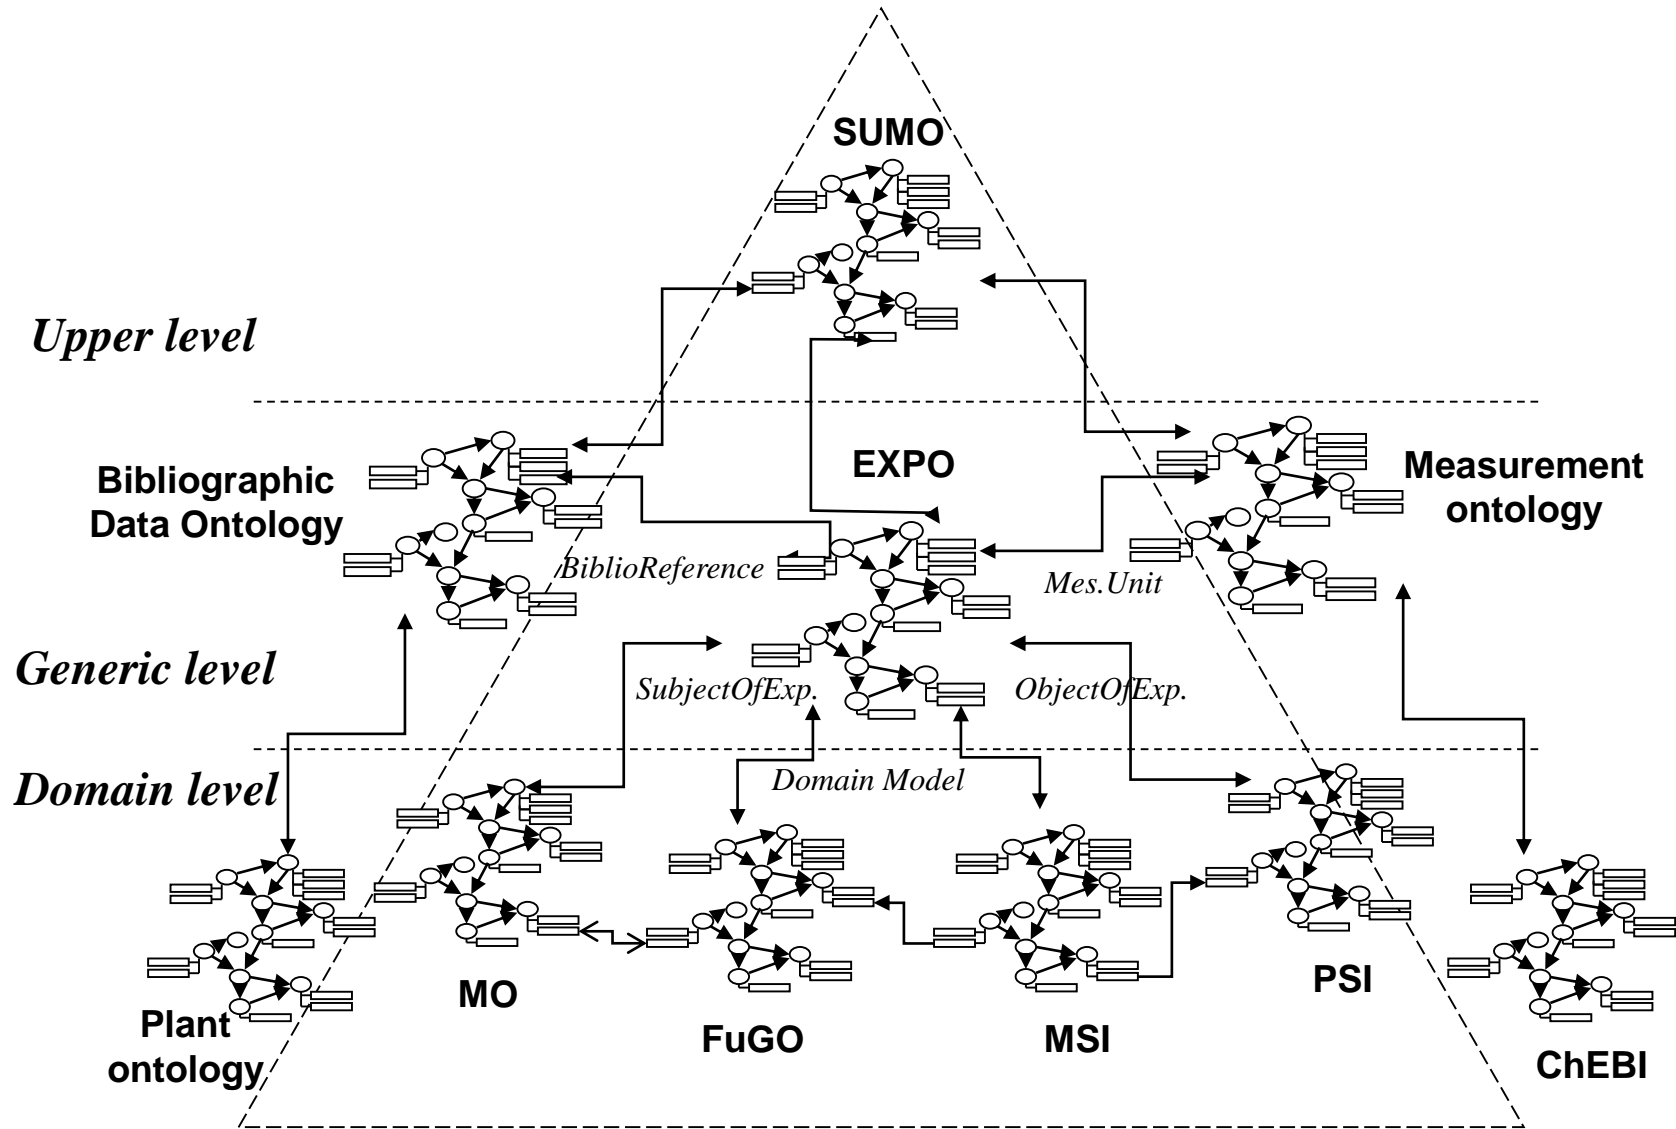 SUMO
Upper level
Bibliographic
Data Ontology
EXPO
Measurement
ontology
BiblioReference
Mes.Unit
Generic level
SubjectOfExp.
ObjectOfExp.
Domain level
Domain Model
MO
PSI
Plant
ontology
FuGO
MSI
ChEBI